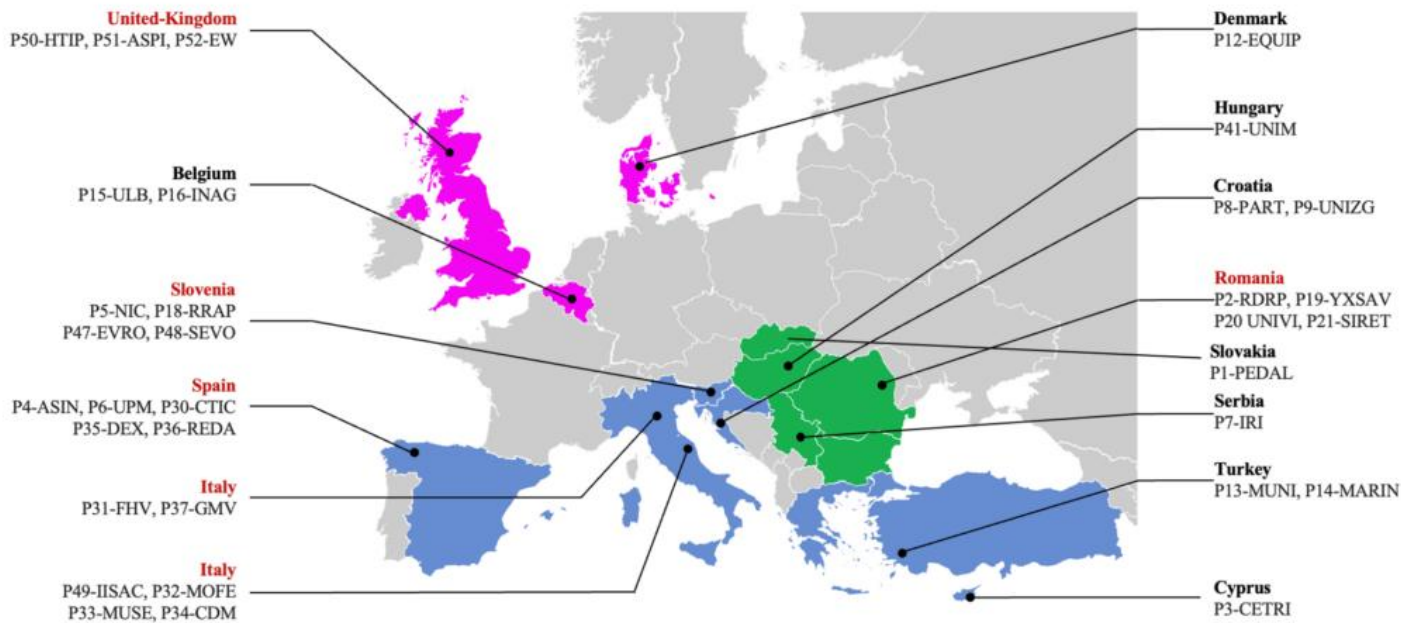 United-Kingdom
P50-HTIP, P51-ASPI, P52-EW
Belgium
P15-ULB, P16-INAG
Slovenia
P5-NIC, P18-RRAP
P47-EVRO, P48-SEVO
Spain
P4-ASIN, P6-UPM, P30-CTIC
P35-DEX, P36-REDA
Italy
P31-FHV, P37-GMV
Italy
P49-IISAC, P32-MOFE
P33-MUSE, P34-CDM
Denmark
P12-EQUIP
Hungary
P41-UNIM
Croatia
P8-PART, P9-UNIZG
Romania
P2-RDRP, P19-YXSAV
P20 UNIVI, P21-SIRET
Slovakia
P1-PEDAL
Serbia
P7-IRI
Turkey
P13-MUNI, P14-MARIN
Cyprus
P3-CETRI